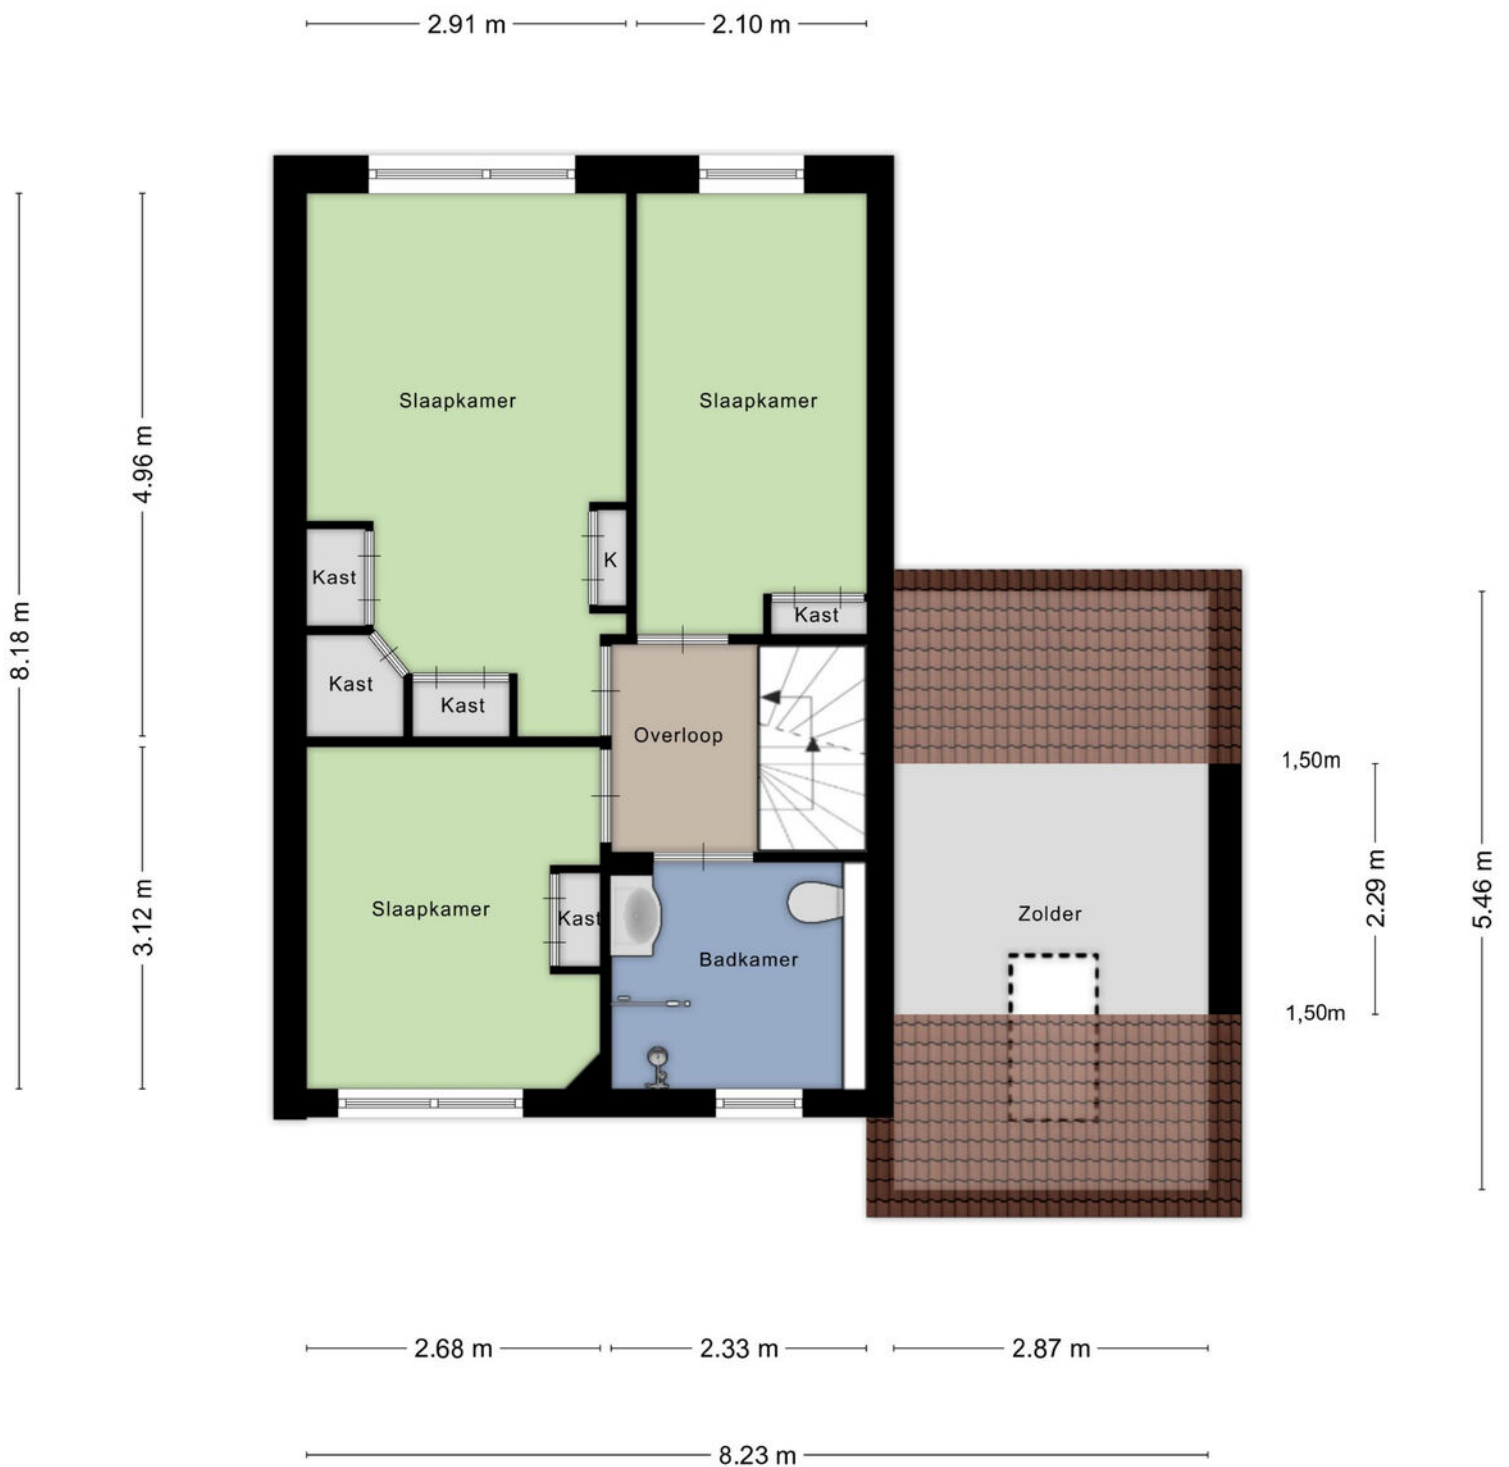 2.91 m
2.10 m
Slaapkamer
Slaapkamer
4.96 m
8.18 m
K
Kast
Kast
Kast
Kast
Overloop
1,50m
3.12 m
Slaapkamer
Kast
Badkamer
Zolder
2.29 m
5.46 m
1,50m
2.68 m
2.33 m
2.87 m
8.23 m